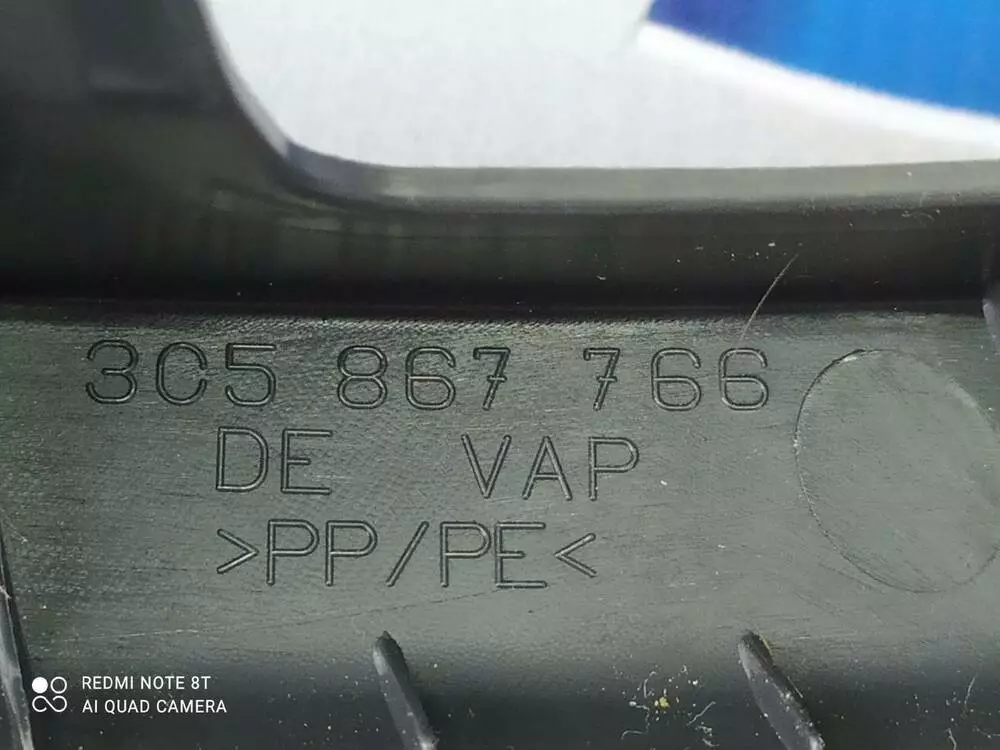 3C5 867 766
DE VAP
>PP/PE<
REDMI NOTE 8T
AI QUAD CAMERA